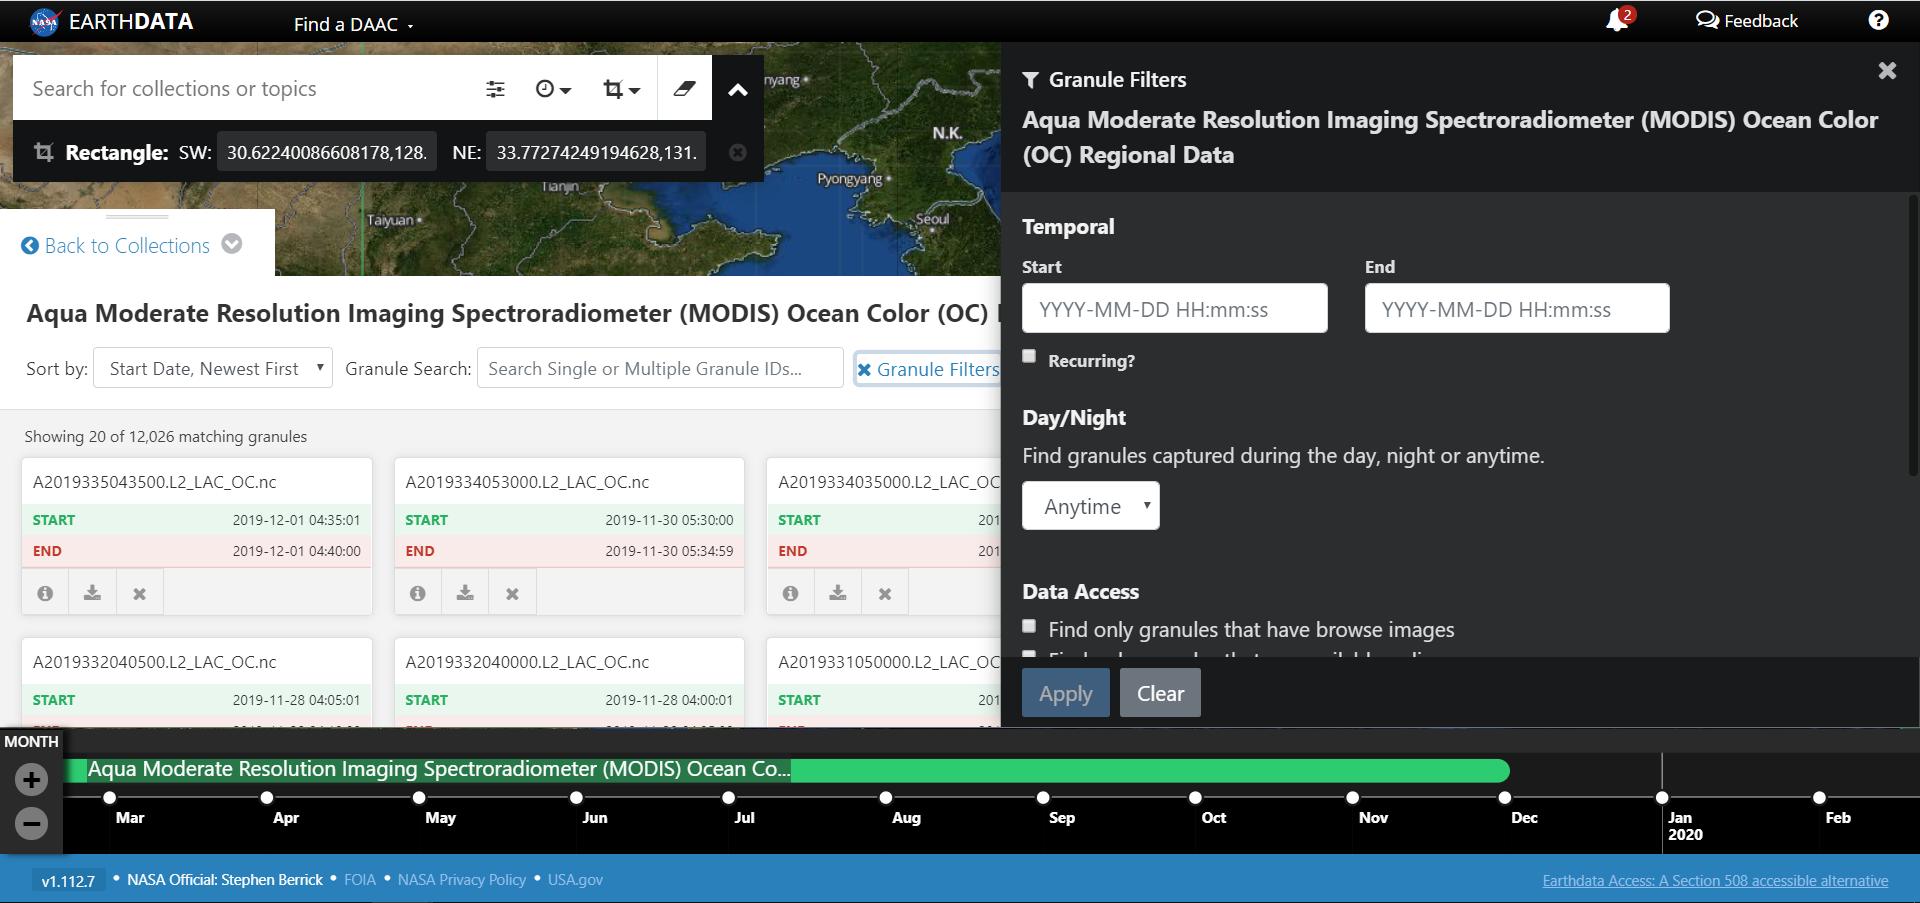 NASA EARTHDATA
Find a DAAC
2
Feedback
?
Search for collections or topics
Rectangle: SW: 30.62240086608178,128. NE: 33.77274249194628,131.
nyang
N.K.
Pyongyang
Tianjin
Taiyuan
Seoul
Back to Collections
Aqua Moderate Resolution Imaging Spectroradiometer (MODIS) Ocean Color (OC)
Sort by: Start Date, Newest First Granule Search: Search Single or Multiple Granule IDs... Granule Filters
Showing 20 of 12,026 matching granules
A2019335043500.L2_LAC_OC.nc
START 2019-12-01 04:35:01
END 2019-12-01 04:40:00
A2019334053000.L2_LAC_OC.nc
START 2019-11-30 05:30:00
END 2019-11-30 05:34:59
A2019334035000.L2_LAC_OC
START 201
END 201
A2019332040500.L2_LAC_OC.nc
START 2019-11-28 04:05:01
A2019332040000.L2_LAC_OC.nc
START 2019-11-28 04:00:01
A2019331050000.L2_LAC_OC
START 201
Granule Filters
Aqua Moderate Resolution Imaging Spectroradiometer (MODIS) Ocean Color
(OC) Regional Data
Temporal
Start End
YYYY-MM-DD HH:mm:ss YYYY-MM-DD HH:mm:ss
Recurring?
Day/Night
Find granules captured during the day, night or anytime.
Anytime
Data Access
Find only granules that have browse images
Apply Clear
MONTH
Aqua Moderate Resolution Imaging Spectroradiometer (MODIS) Ocean Co...
Mar Apr May Jun Jul Aug Sep Oct Nov Dec Jan Feb
2020
v1.112.7 • NASA Official: Stephen Berrick • FOIA • NASA Privacy Policy • USA.gov
Earthdata Access: A Section 508 accessible alternative